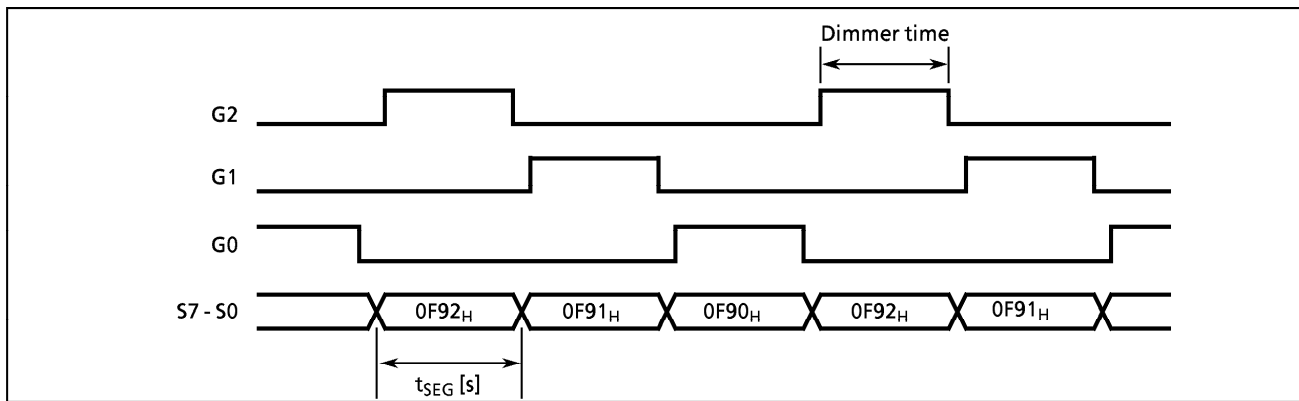 Dimmer time
G2
G1
G0
S7 - S0 0F92H 0F91H 0F90H 0F92H 0F91H
tSEG [s]